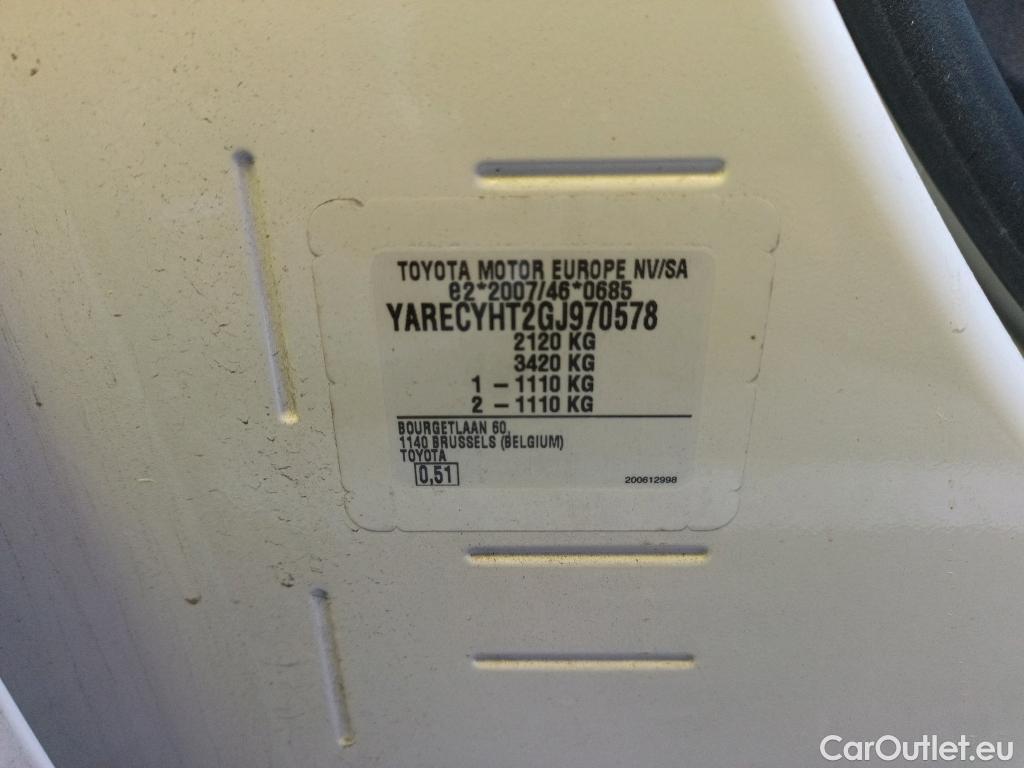 TOYOTA MOTOR EUROPE NV/SA
e2*2007/46*0685
YARECYHT2GJ970578
2120 KG
3420 KG
1 – 1110 KG
2 – 1110 KG
BOURGETLAAN 60,
1140 BRUSSELS (BELGIUM)
TOYOTA
0,51
200612998
CarOutlet.eu